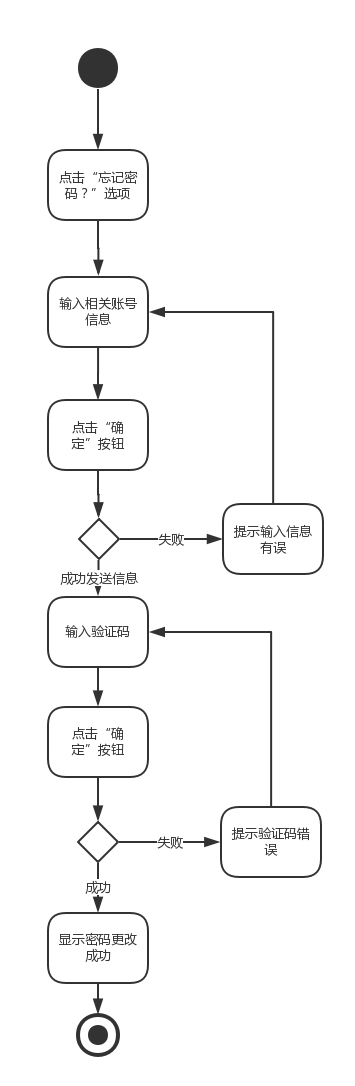 点击“忘记密
码？”选项
输入相关账号
信息
点击“确
定”按钮
失败
提示输入信息
有误
成功发送信息
输入验证码
点击“确
定”按钮
失败
提示验证码错
误
成功
显示密码更改
成功